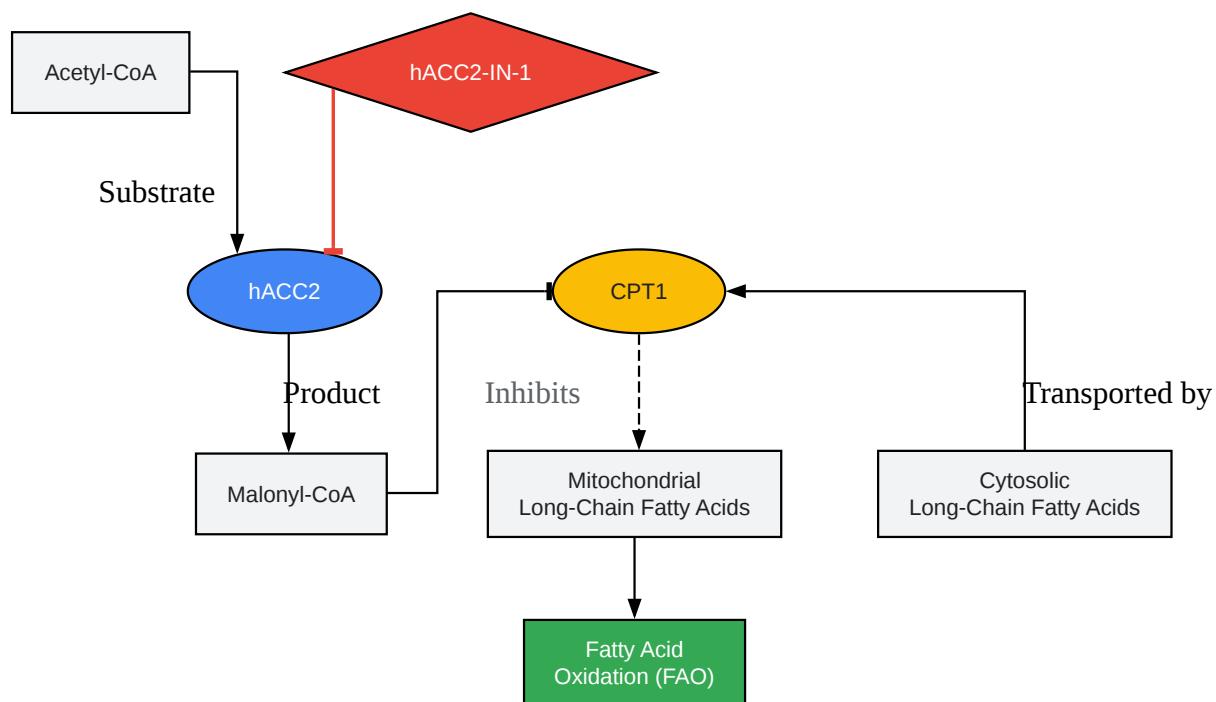 Acetyl-CoA
hACC2-IN-1
Substrate
hACC2
CPT1
Product
Inhibits
Transported by
Malonyl-CoA
Mitochondrial
Long-Chain Fatty Acids
Cytosolic
Long-Chain Fatty Acids
Fatty Acid
Oxidation (FAO)